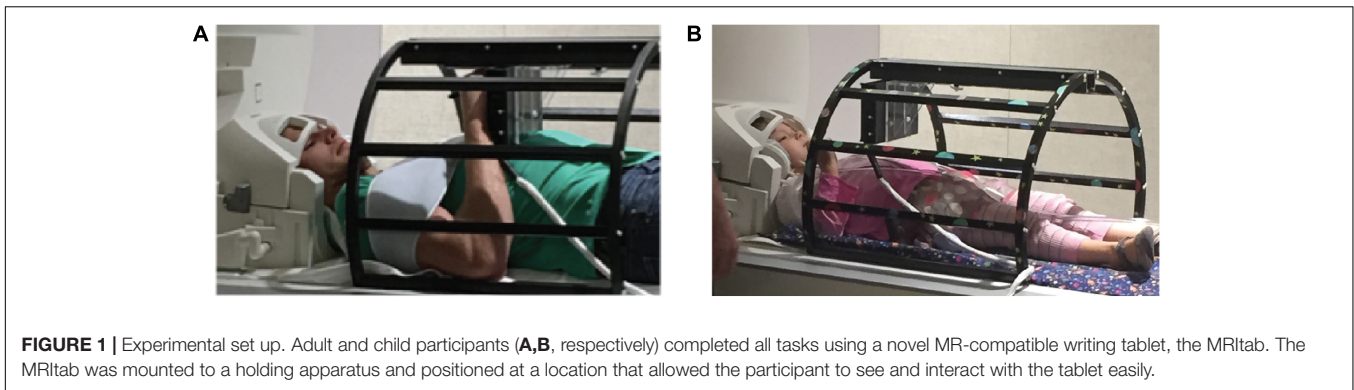 A
B
FIGURE 1 | Experimental set up. Adult and child participants (A,B, respectively) completed all tasks using a novel MR-compatible writing tablet, the MRItab. The
MRItab was mounted to a holding apparatus and positioned at a location that allowed the participant to see and interact with the tablet easily.